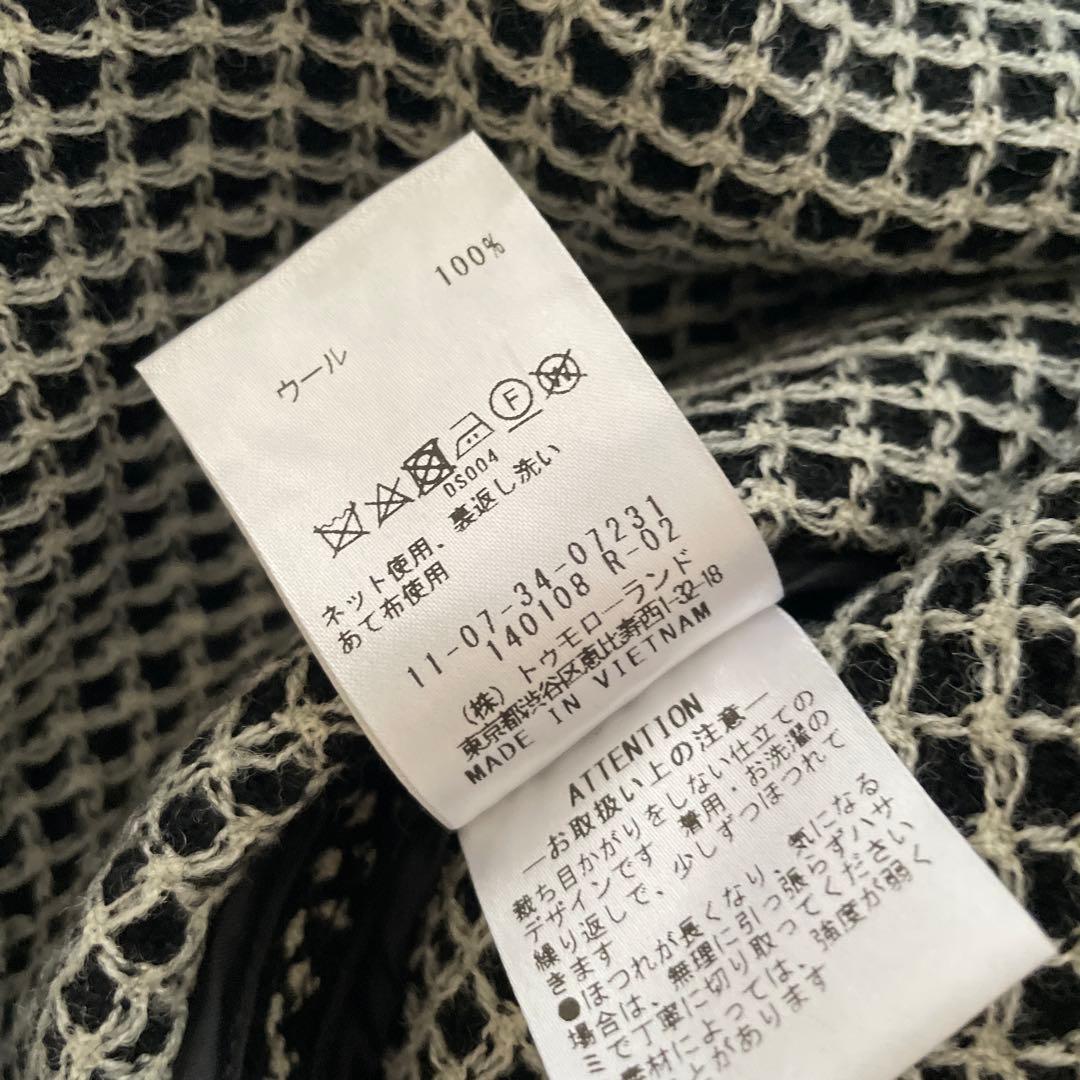 ウール 100%
F W
DS004
ネット使用、裏返し洗い
あて布使用
11-07-34-07231
140108 R-02
(株) トゥモローランド
東京都渋谷区恵比寿西1-32-18
MADE IN VIETNAM
ATTENTION
―お取扱い上の注意―
裁ち目かがりをしない仕立ての
デザインです 着用・お洗濯の
繰り返しで、少しずつほつれて
きます
●ほつれが長くなり、気になる
場合は、無理に引っ張らずハサ
ミで丁寧に切り取ってください
素材によっては、強度が弱く
とがあります